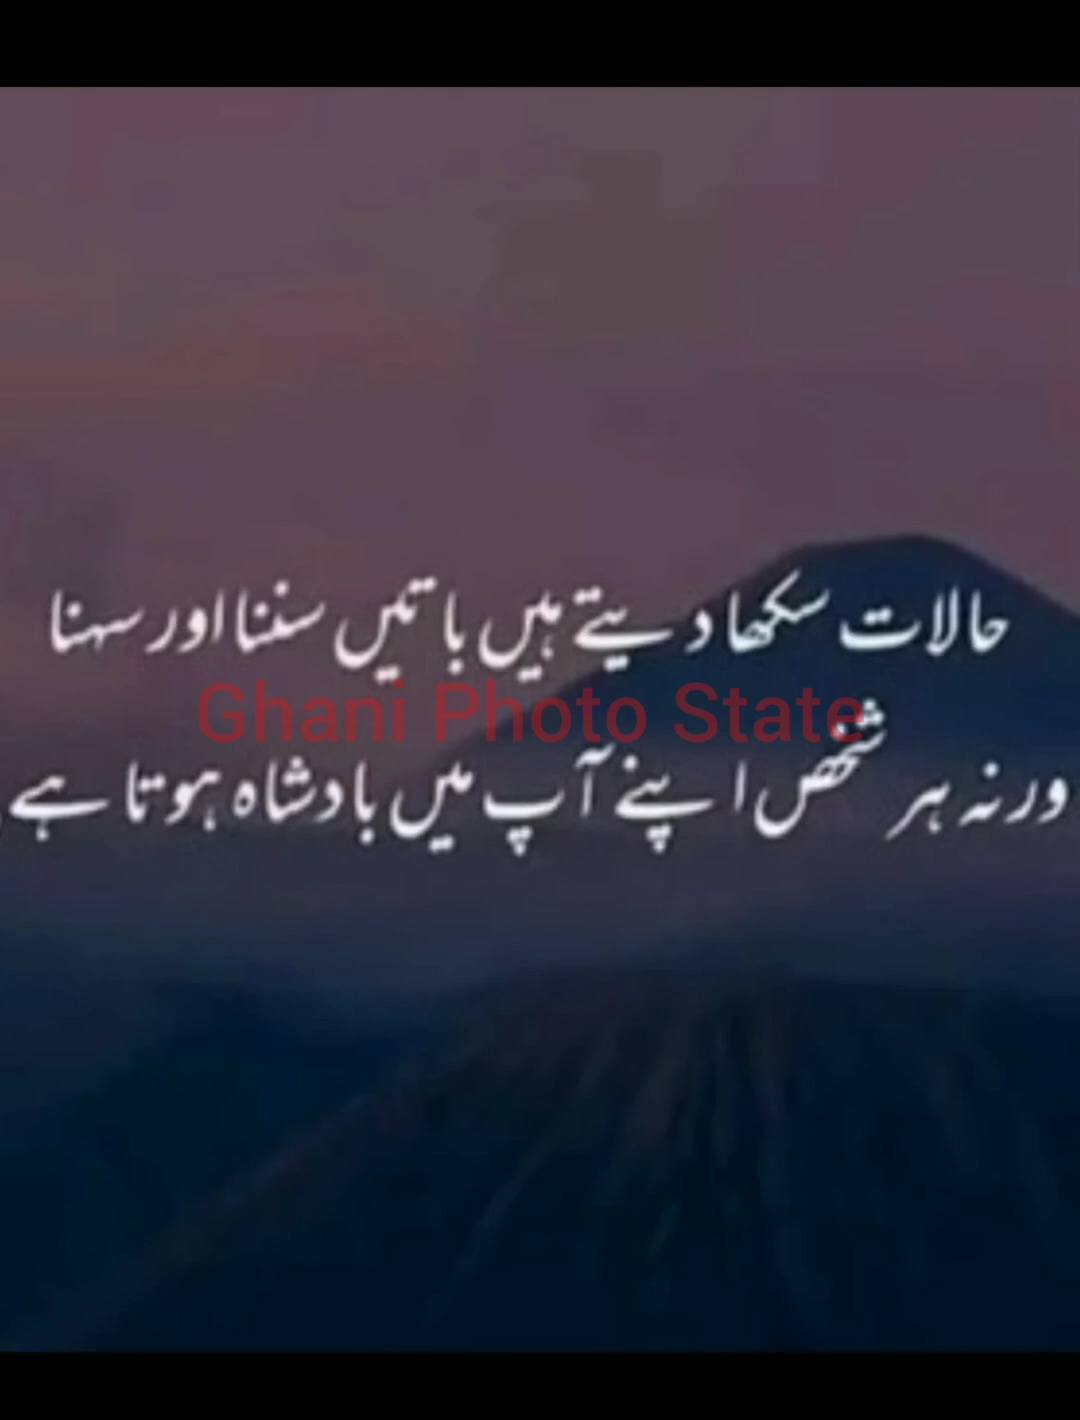 حالات سکھا دیتے ہیں باتیں سننا اور سہنا
Ghani Photo State
ورنہ ہر شخص اپنے آپ میں بادشاہ ہوتا ہے